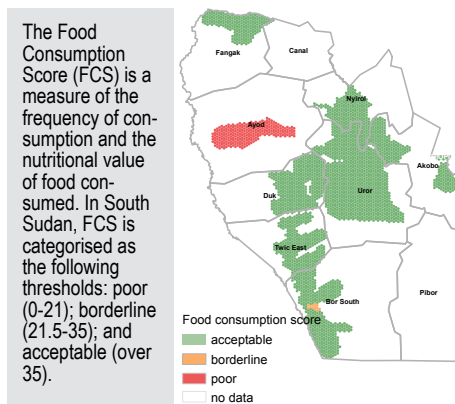 The Food
Consumption
Score (FCS) is a
measure of the
frequency of con-
sumption and the
nutritional value
of food con-
sumed. In South
Sudan, FCS is
categorised as
the following
thresholds: poor
(0-21); borderline
(21.5-35); and
acceptable (over
35).
Fangak
Canal
Nyirol
Ayod
Akobo
Duk
Uror
Twic East
Bor South
Pibor
Food consumption score
acceptable
borderline
poor
no data